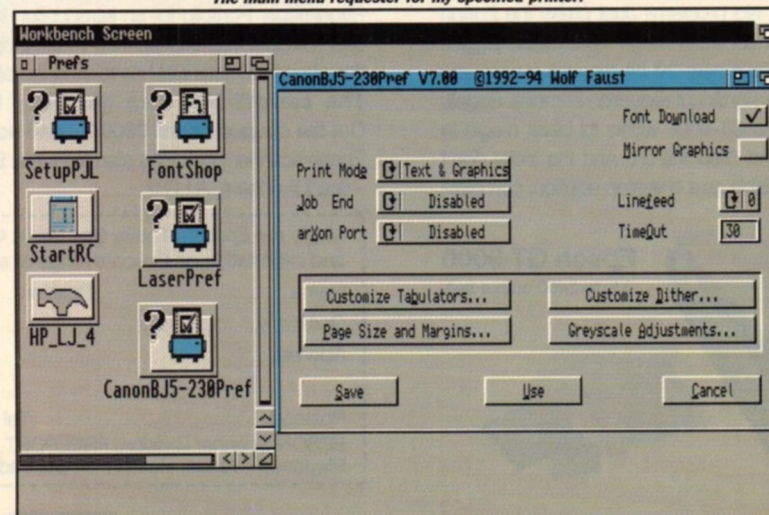 The main menu requester for my specified printer.
Workbench Screen
Prefs
SetupPJL
FontShop
StartRC
LaserPref
HP_LJ_4
CanonBJ5-230Pref
CanonBJ5-230Pref V7.00 ©1992-94 Wolf Faust
Font Download
Mirror Graphics
Print Mode Text & Graphics
Job End Disabled
Linefeed 0
arXon Port Disabled
TimeOut 30
Customize Tabulators...
Customize Dither...
Page Size and Margins...
Greyscale Adjustments...
Save
Use
Cancel